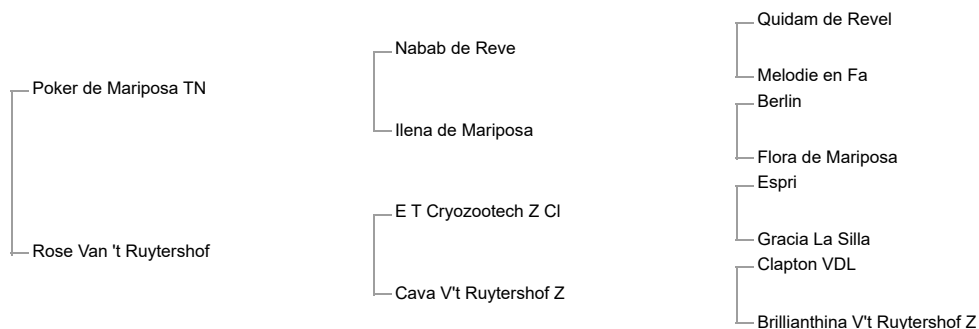 Quidam de Revel
Nabab de Reve
Melodie en Fa
Poker de Mariposa TN
Berlin
Ilena de Mariposa
Flora de Mariposa
Espri
E T Cryozootech Z Cl
Gracia La Silla
Rose Van 't Ruytershof
Clapton VDL
Cava V't Ruytershof Z
Brillianthina V't Ruytershof Z